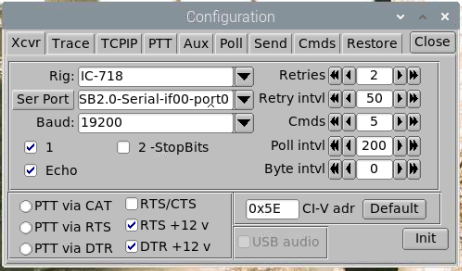 Configuration
Xcvr Trace TCPIP PTT Aux Poll Send Cmds Restore Close
Rig: IC-718 Retries 2
Ser Port SB2.0-Serial-if00-port0 Retry intvl 50
Baud: 19200 Cmds 5
1 2 -StopBits Poll intvl 200
Echo Byte intvl 0
PTT via CAT RTS/CTS 0x5E CI-V adr Default
PTT via RTS RTS +12 v
PTT via DTR DTR +12 v USB audio Init